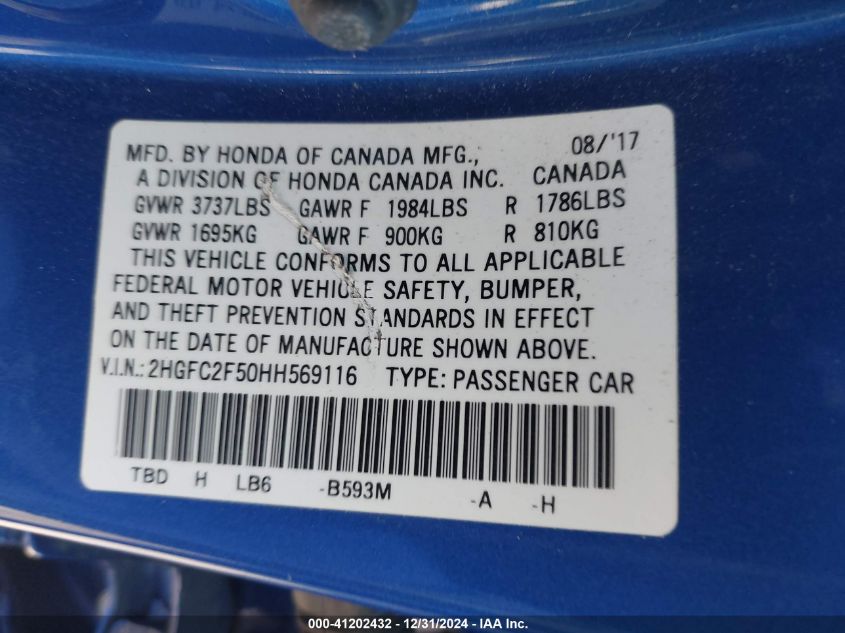 MFD. BY HONDA OF CANADA MFG., 08/'17
A DIVISION OF HONDA CANADA INC. CANADA
GVWR 3737LBS GAWR F 1984LBS R 1786LBS
GVWR 1695KG GAWR F 900KG R 810KG
THIS VEHICLE CONFORMS TO ALL APPLICABLE
FEDERAL MOTOR VEHICLE SAFETY, BUMPER,
AND THEFT PREVENTION STANDARDS IN EFFECT
ON THE DATE OF MANUFACTURE SHOWN ABOVE.
V.I.N.: 2HGFC2F50HH569116 TYPE: PASSENGER CAR
TBD H LB6 -B593M -A -H
000-41202432 - 12/31/2024 - IAAI.com